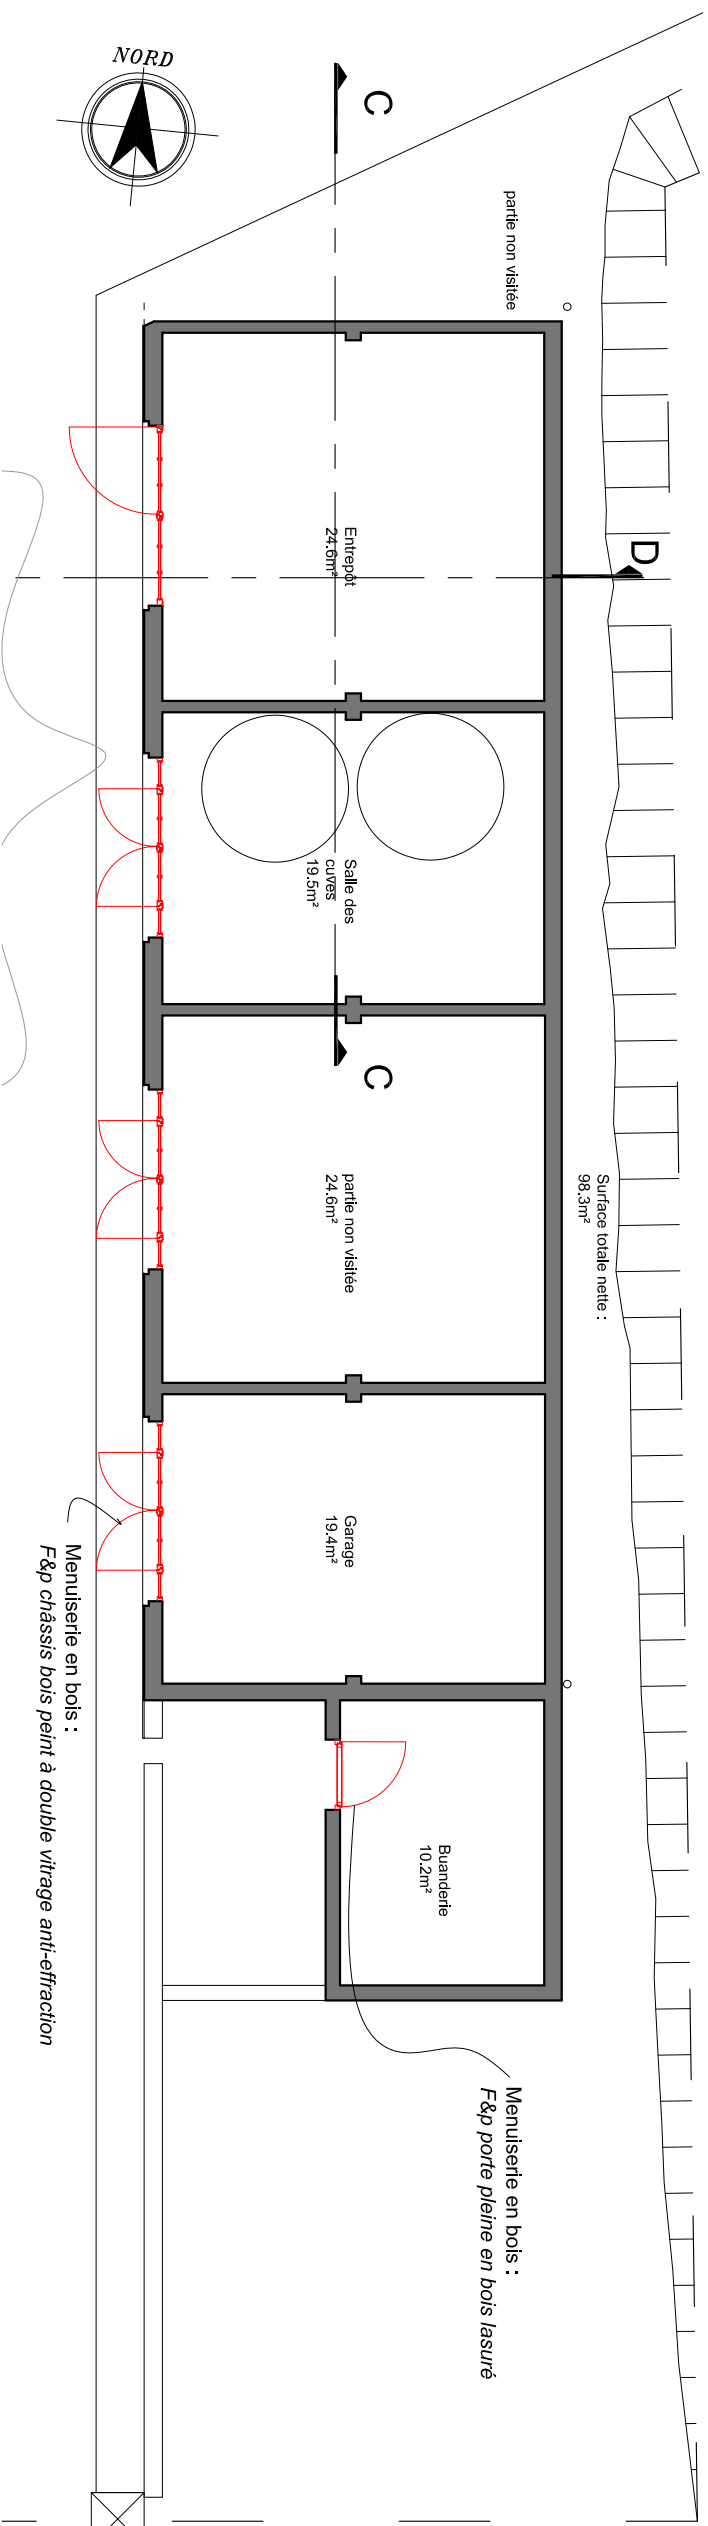 NORD
C
partie non visitée
D
Entrepôt
24.6m²
Salle des
cuves
19.5m²
C
Surface totale nette :
98.3m²
partie non visitée
24.6m²
Garage
19.4m²
Menuiserie en bois :
F&p châssis bois peint à double vitrage anti-effraction
Buanderie
10.2m²
Menuiserie en bois :
F&p porte pleine en bois lasuré